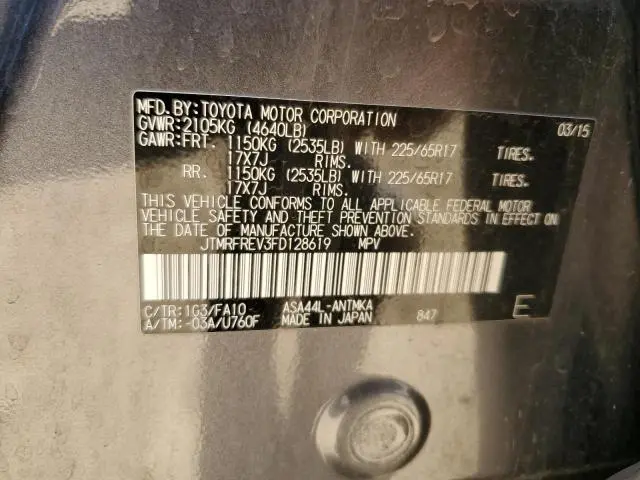 MFD. BY: TOYOTA MOTOR CORPORATION 03/15
GVWR: 2105KG (4640LB)
GAWR: FRT. 1150KG (2535LB) WITH 225/65R17 TIRES.
17X7J RIMS.
RR. 1150KG (2535LB) WITH 225/65R17 TIRES.
17X7J RIMS.
THIS VEHICLE CONFORMS TO ALL APPLICABLE FEDERAL MOTOR
VEHICLE SAFETY AND THEFT PREVENTION STANDARDS IN EFFECT ON
THE DATE OF MANUFACTURE SHOWN ABOVE.
JTMRFREV3FD128619 MPV
C/TR: 1G3/FA10 ASA44L-ANTMKA
A/TM: -03A/U760F MADE IN JAPAN 847 E